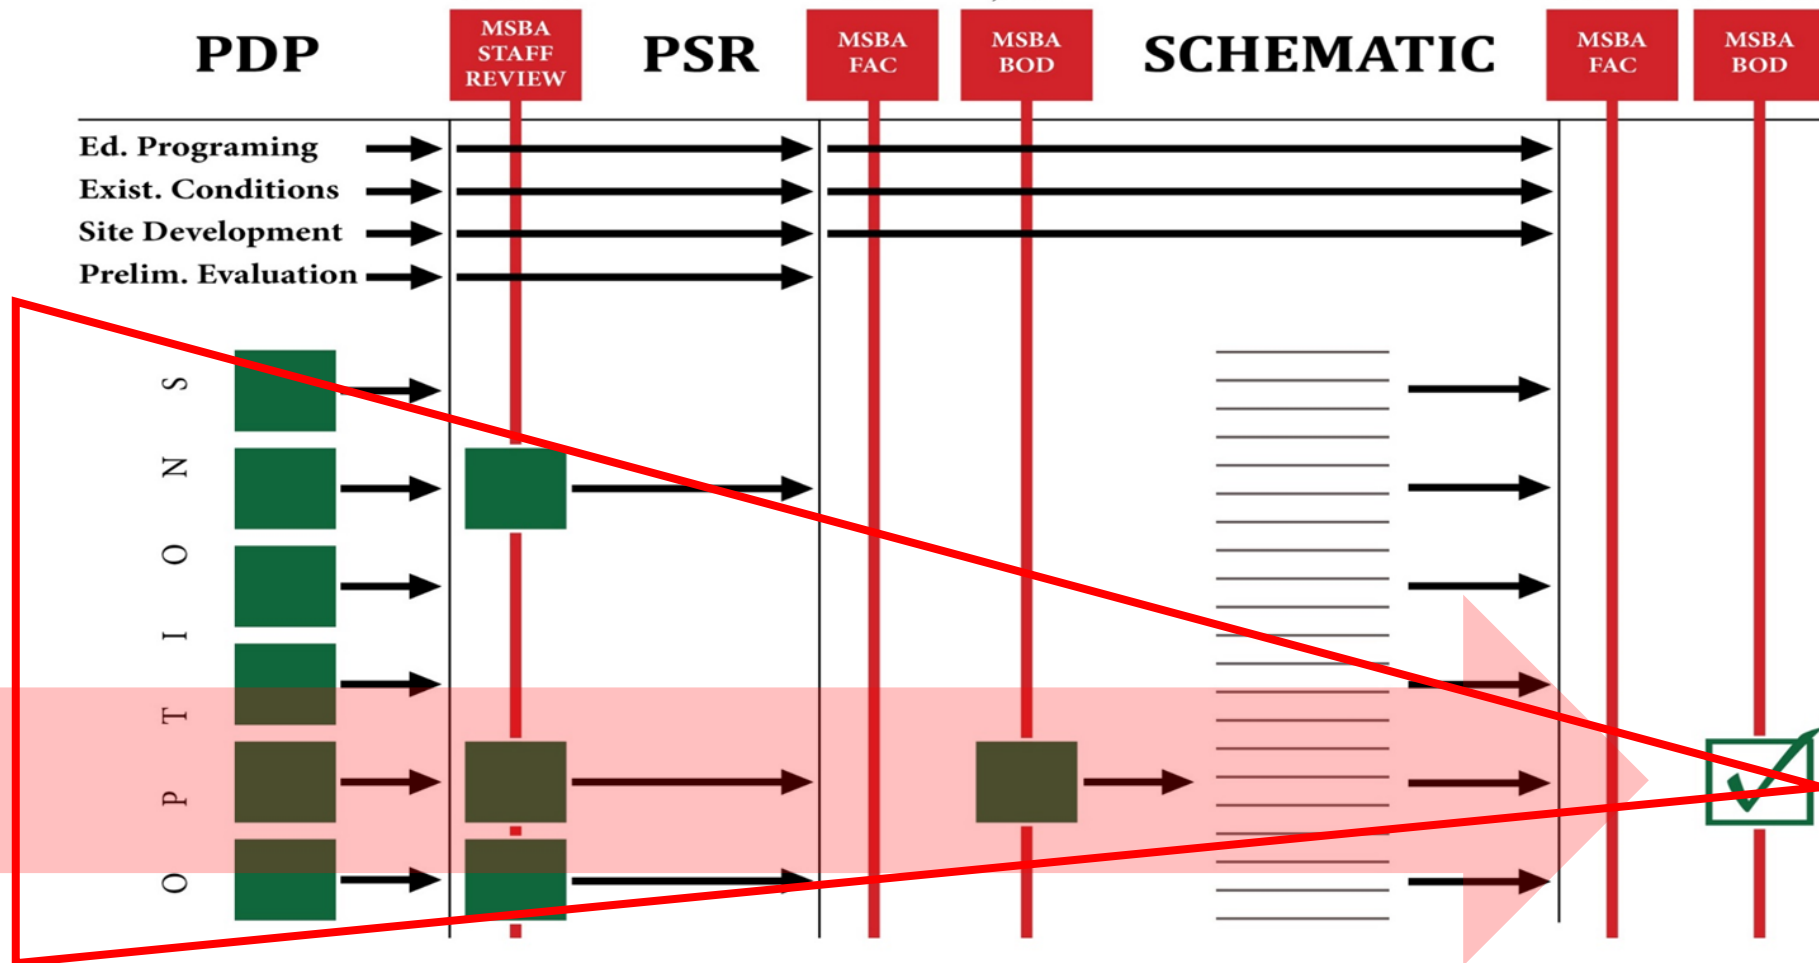 PDP
MSBA
STAFF
REVIEW
PSR
MSBA
FAC
MSBA
BOD
SCHEMATIC
MSBA
FAC
MSBA
BOD
Ed. Programing
Exist. Conditions
Site Development
Prelim. Evaluation
OPTIONS